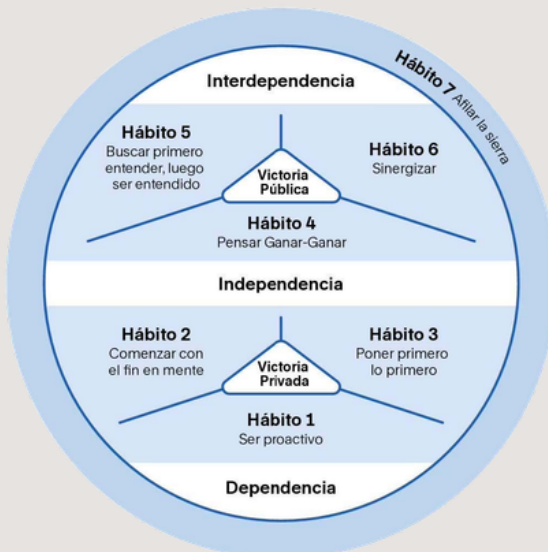 Hábito 7 Afilar la sierra
Interdependencia
Hábito 5
Buscar primero
entender, luego
ser entendido
Hábito 6
Sinergizar
Victoria
Pública
Hábito 4
Pensar Ganar-Ganar
Independencia
Hábito 2
Comenzar con
el fin en mente
Hábito 3
Poner primero
lo primero
Victoria
Privada
Hábito 1
Ser proactivo
Dependencia